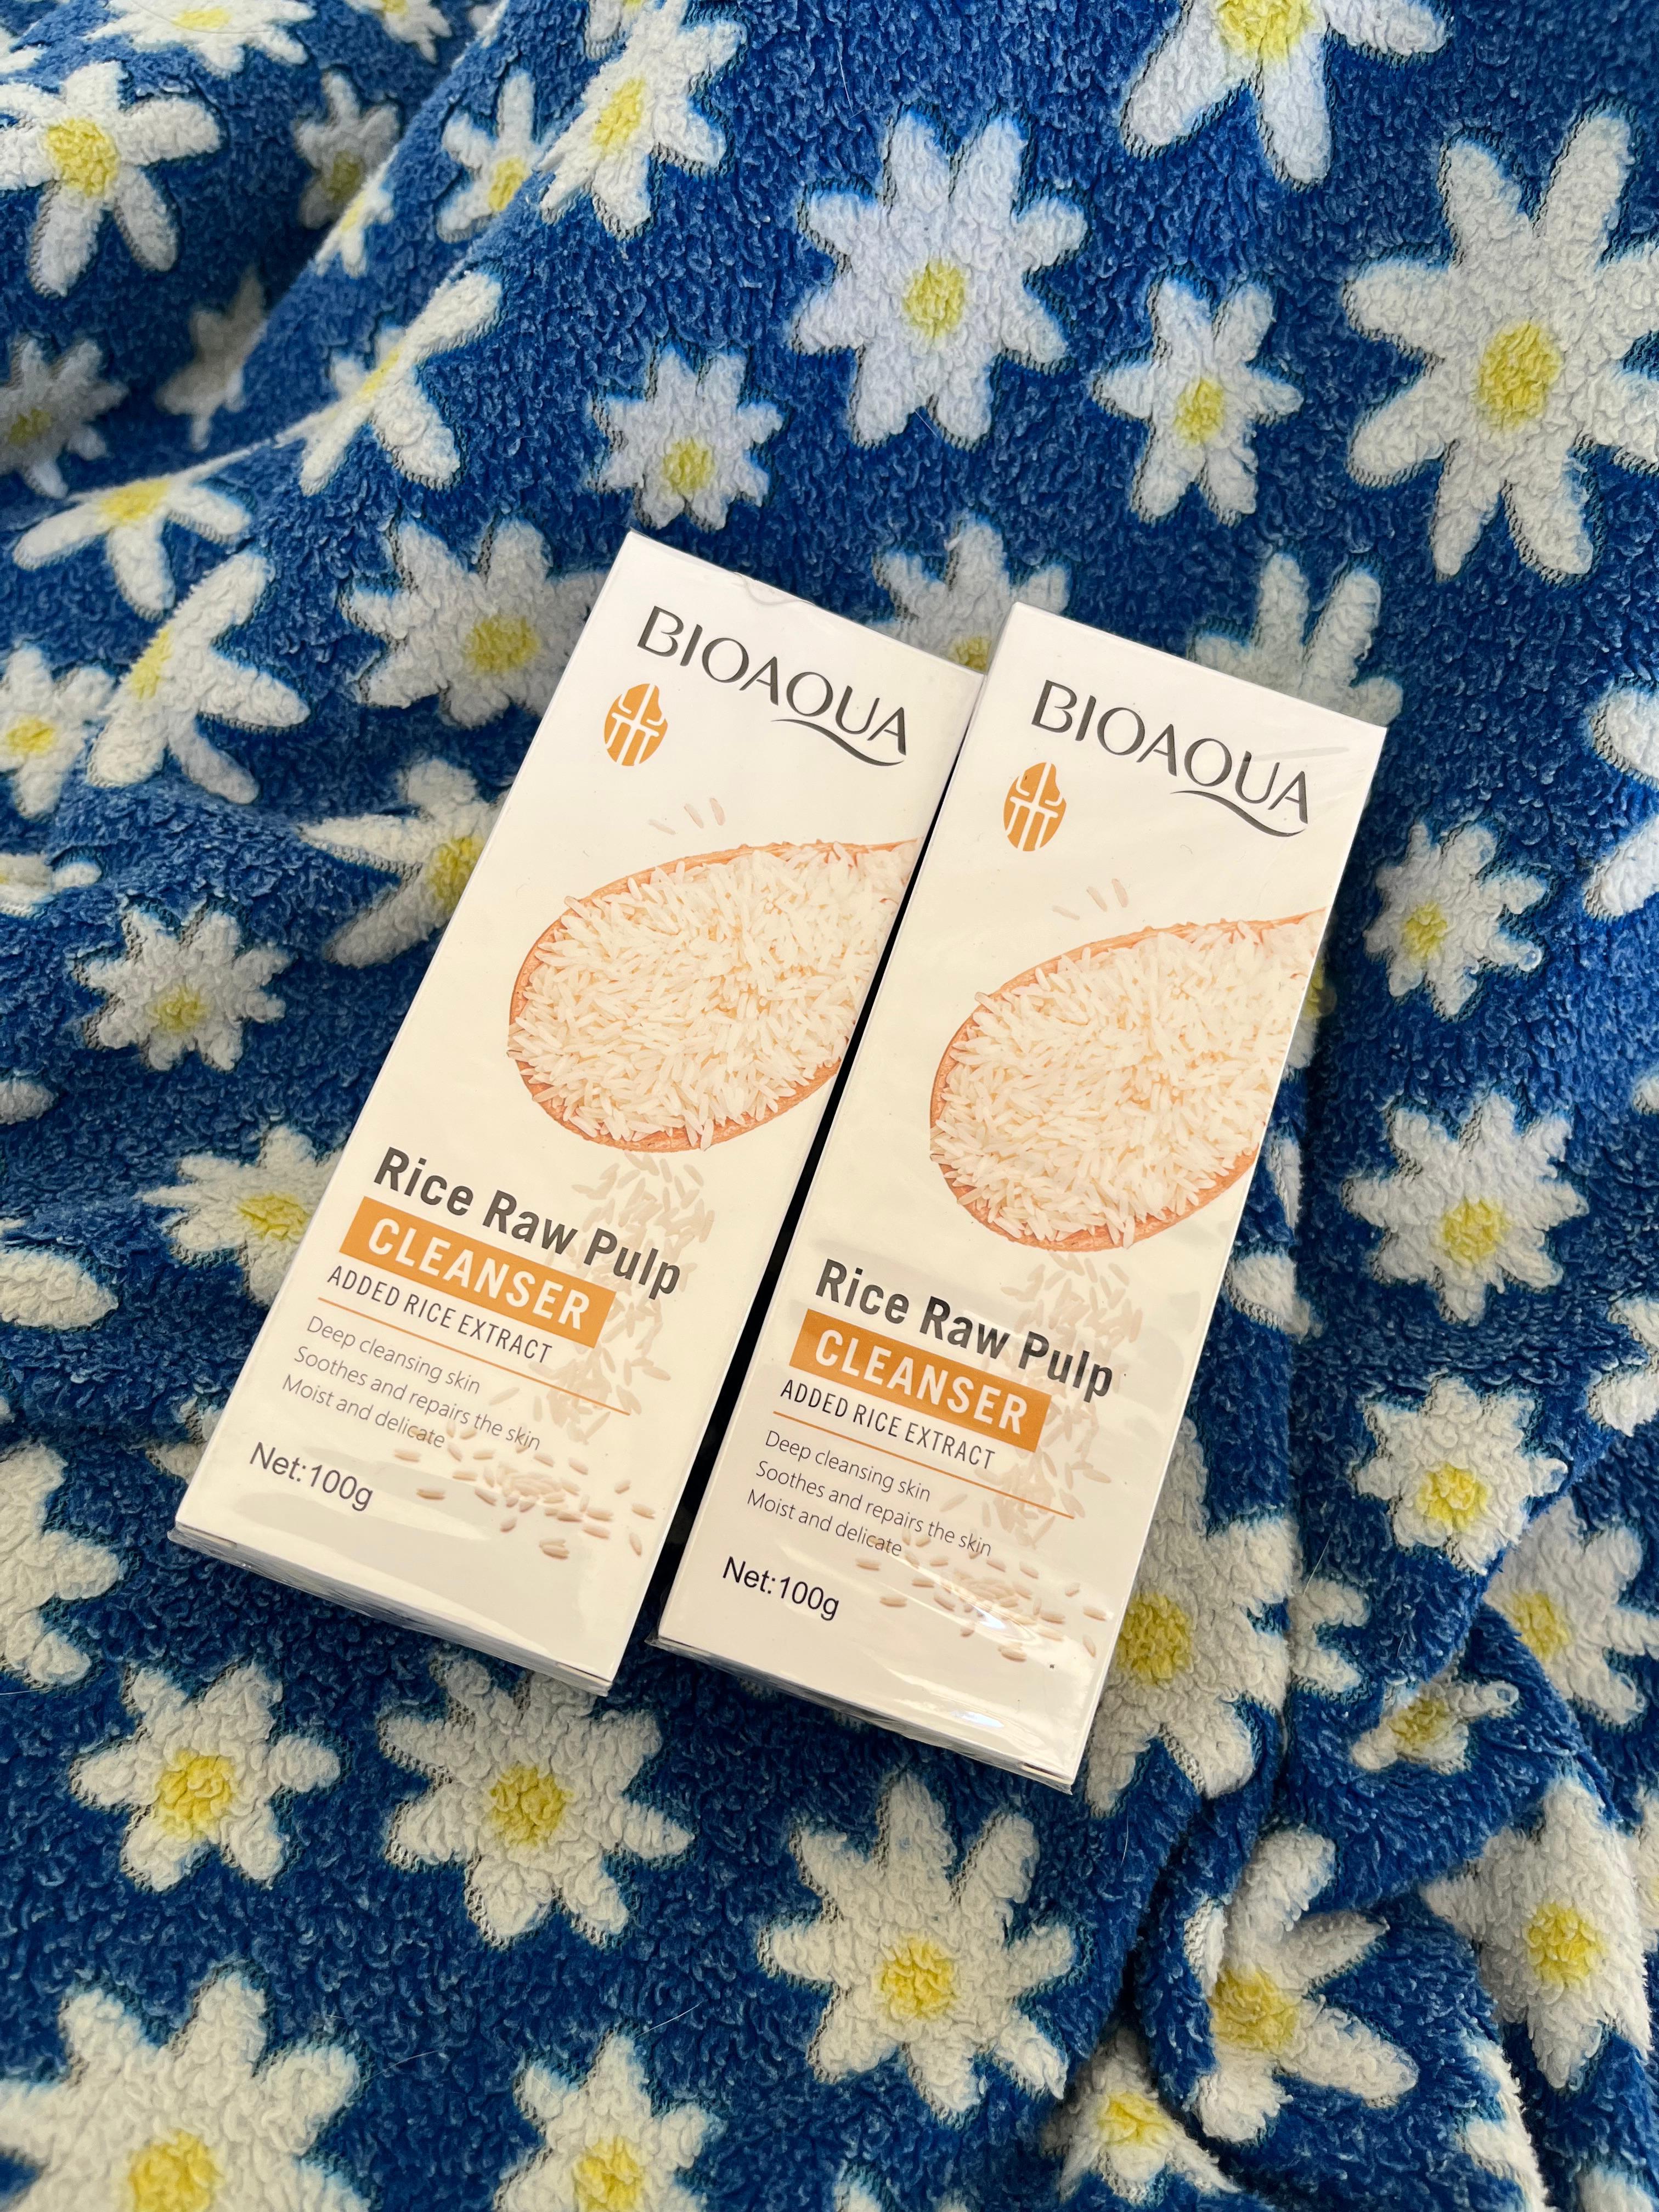 BIOAQUA
Rice Raw Pulp
CLEANSER
ADDED RICE EXTRACT
Deep cleansing skin
Soothes and repairs the skin
Moist and delicate
Net:100g
BIOAQUA
Rice Raw Pulp
CLEANSER
ADDED RICE EXTRACT
Deep cleansing skin
Soothes and repairs the skin
Moist and delicate
Net:100g